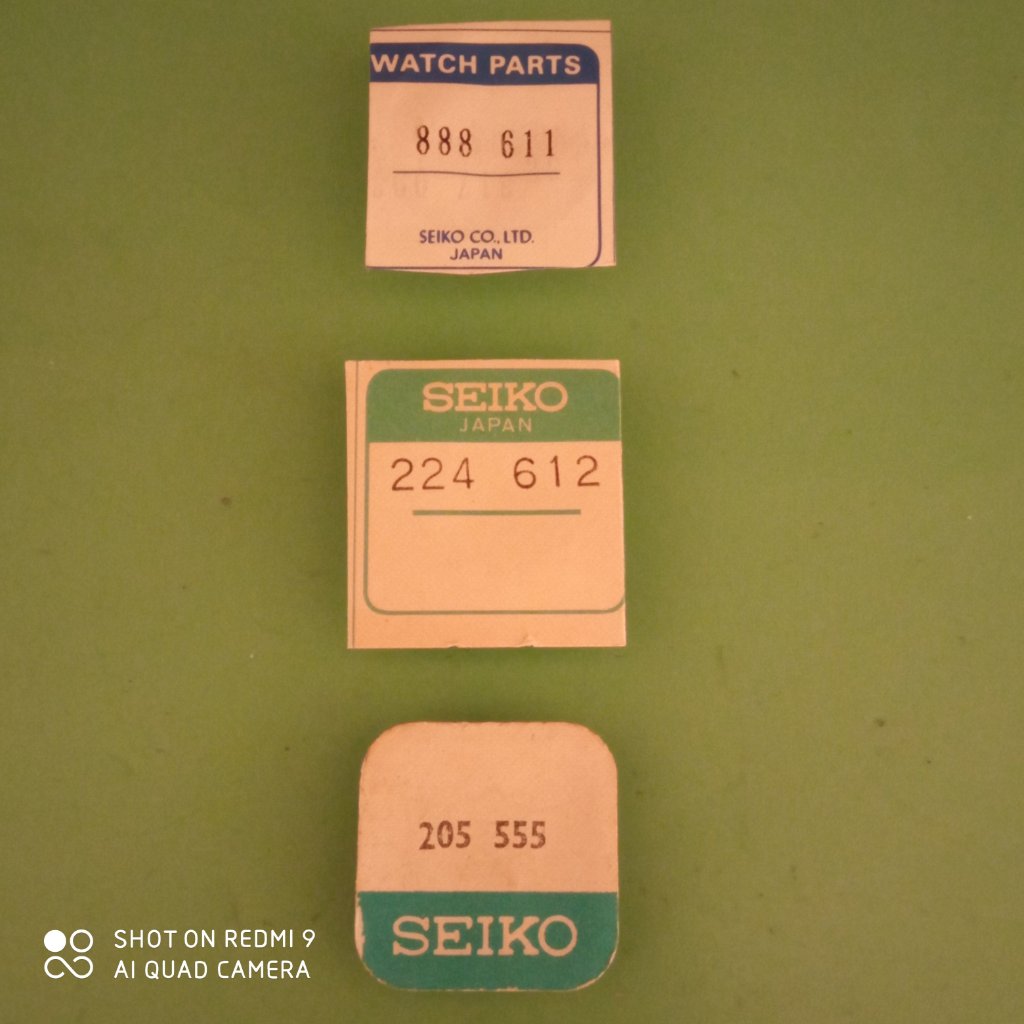 WATCH PARTS
888 611
SEIKO CO., LTD.
JAPAN
SEIKO
JAPAN
224 612
205 555
SEIKO
SHOT ON REDMI 9
AI QUAD CAMERA